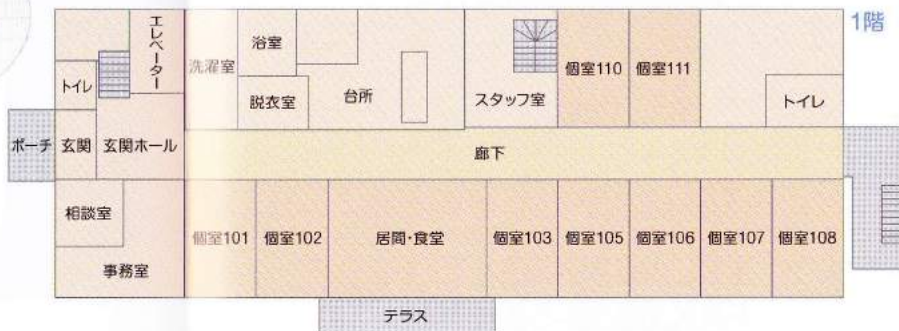 1階
エレベーター
浴室
洗濯室
個室110
個室111
トイレ
脱衣室
台所
スタッフ室
トイレ
ポーチ
玄関
玄関ホール
廊下
相談室
個室101
個室102
居間・食堂
個室103
個室105
個室106
個室107
個室108
事務室
テラス